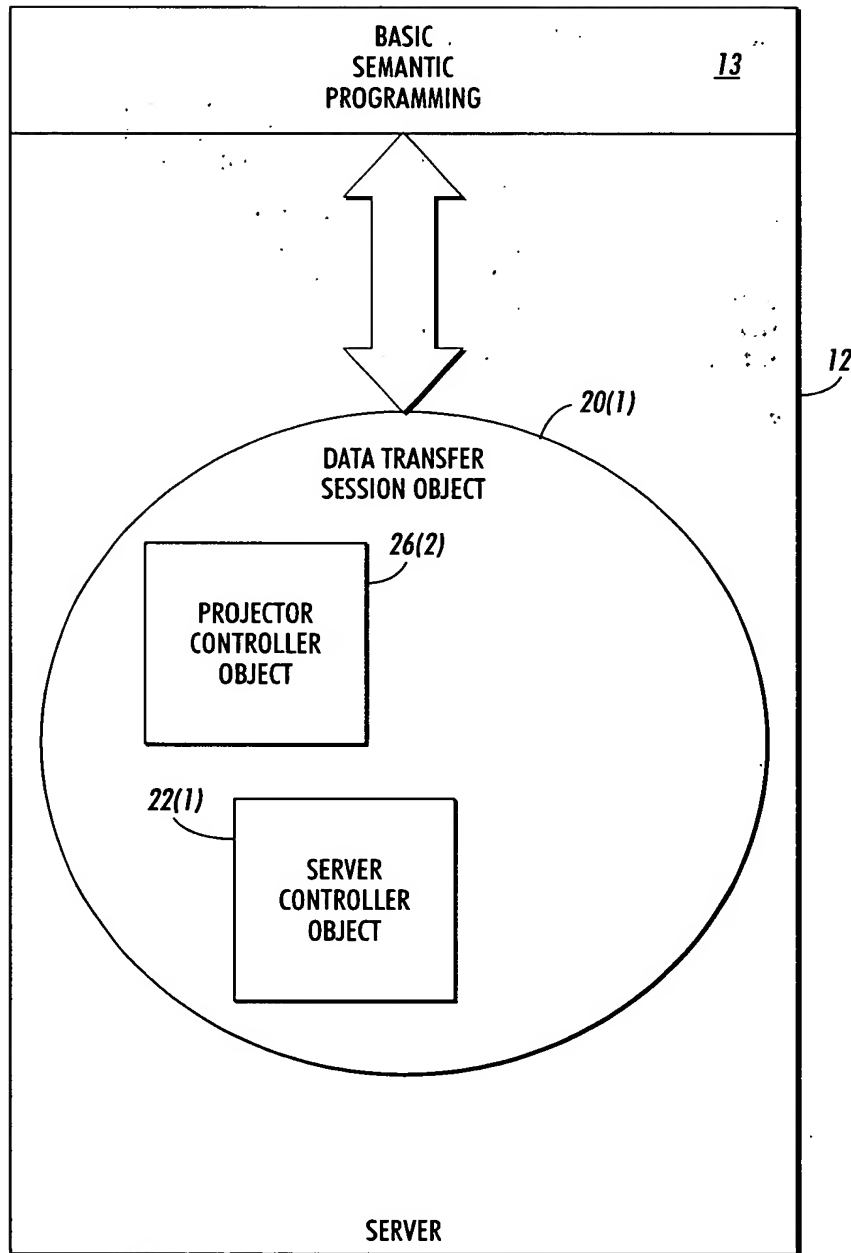 BASIC
SEMANTIC
PROGRAMMING
13
12
20(1)
DATA TRANSFER
SESSION OBJECT
26(2)
PROJECTOR
CONTROLLER
OBJECT
22(1)
SERVER
CONTROLLER
OBJECT
SERVER